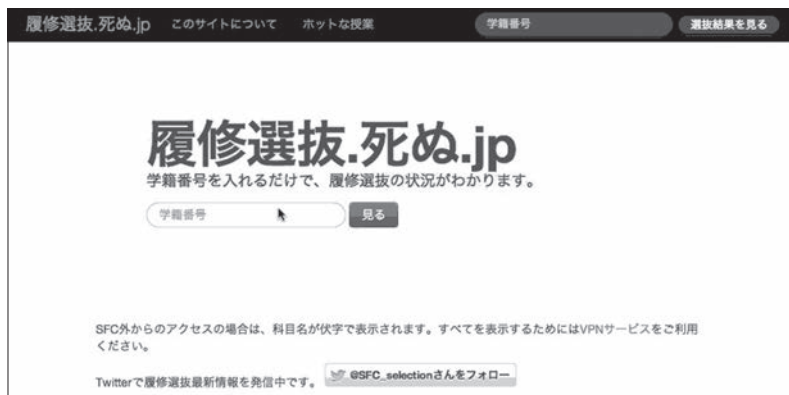 履修選抜.死ぬ.jp このサイトについて ホットな授業 学籍番号 選抜結果を見る
履修選抜.死ぬ.jp
学籍番号を入れるだけで、履修選抜の状況がわかります。
学籍番号 見る
SFC外からのアクセスの場合は、科目名が伏字で表示されます。すべてを表示するためにはVPNサービスをご利用
ください。
Twitterで履修選抜最新情報を発信中です。 @SFC_selectionさんをフォロー